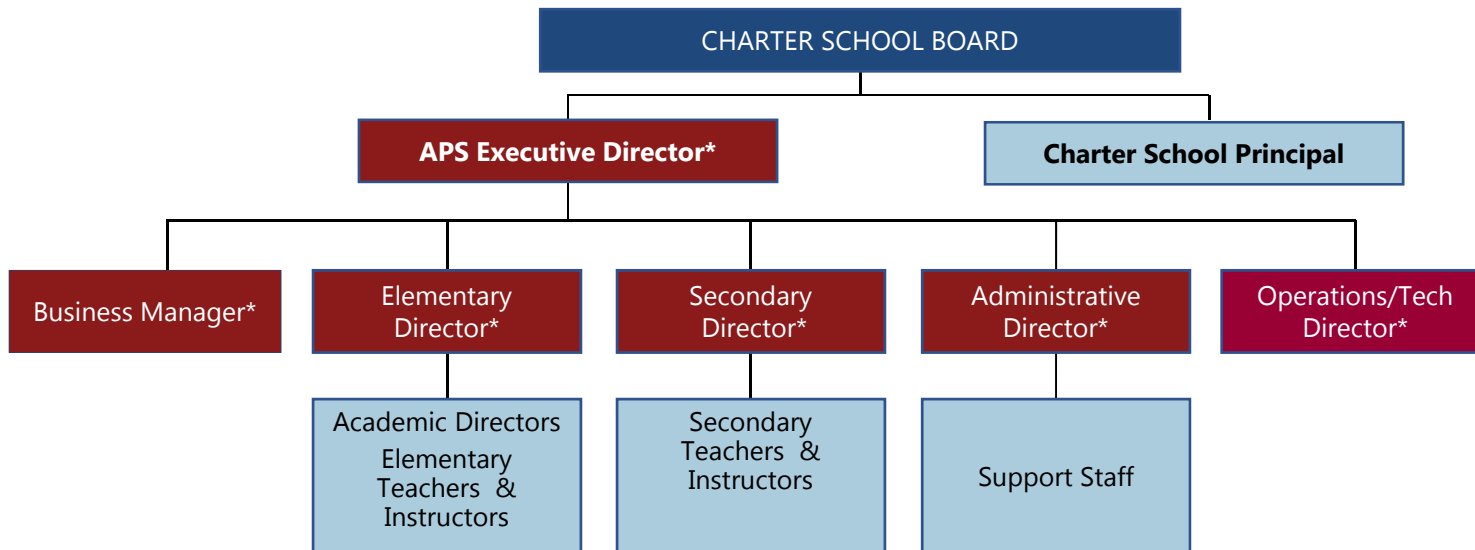 CHARTER SCHOOL BOARD
APS Executive Director*
Charter School Principal
Business Manager*
Elementary
Director*
Secondary
Director*
Administrative
Director*
Operations/Tech
Director*
Academic Directors
Elementary
Teachers &
Instructors
Secondary
Teachers &
Instructors
Support Staff